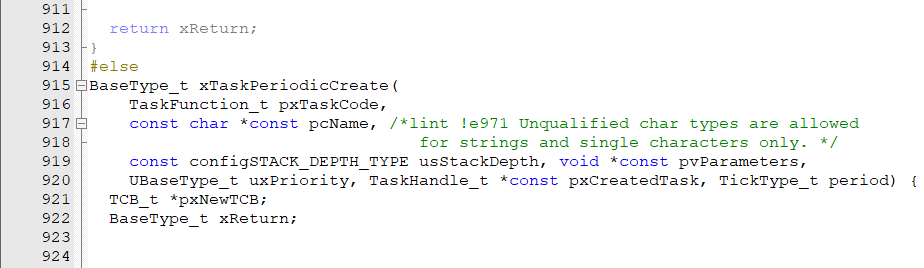 911
912 return xReturn;
913 }
914 #else
915 BaseType_t xTaskPeriodicCreate(
916 TaskFunction_t pxTaskCode,
917 const char *const pcName, /*lint !e971 Unqualified char types are allowed
918 for strings and single characters only. */
919 const configSTACK_DEPTH_TYPE usStackDepth, void *const pvParameters,
920 UBaseType_t uxPriority, TaskHandle_t *const pxCreatedTask, TickType_t period) {
921 TCB_t *pxNewTCB;
922 BaseType_t xReturn;
923
924